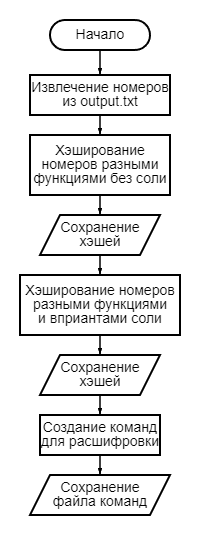 Начало
Извлечение номеров
из output.txt
Хэширование
номеров разными
функциями без соли
Сохранение
хэшей
Хэширование номеров
разными функциями
и вприантами соли
Сохранение
хэшей
Создание команд
для расшифровки
Сохранение
файла команд